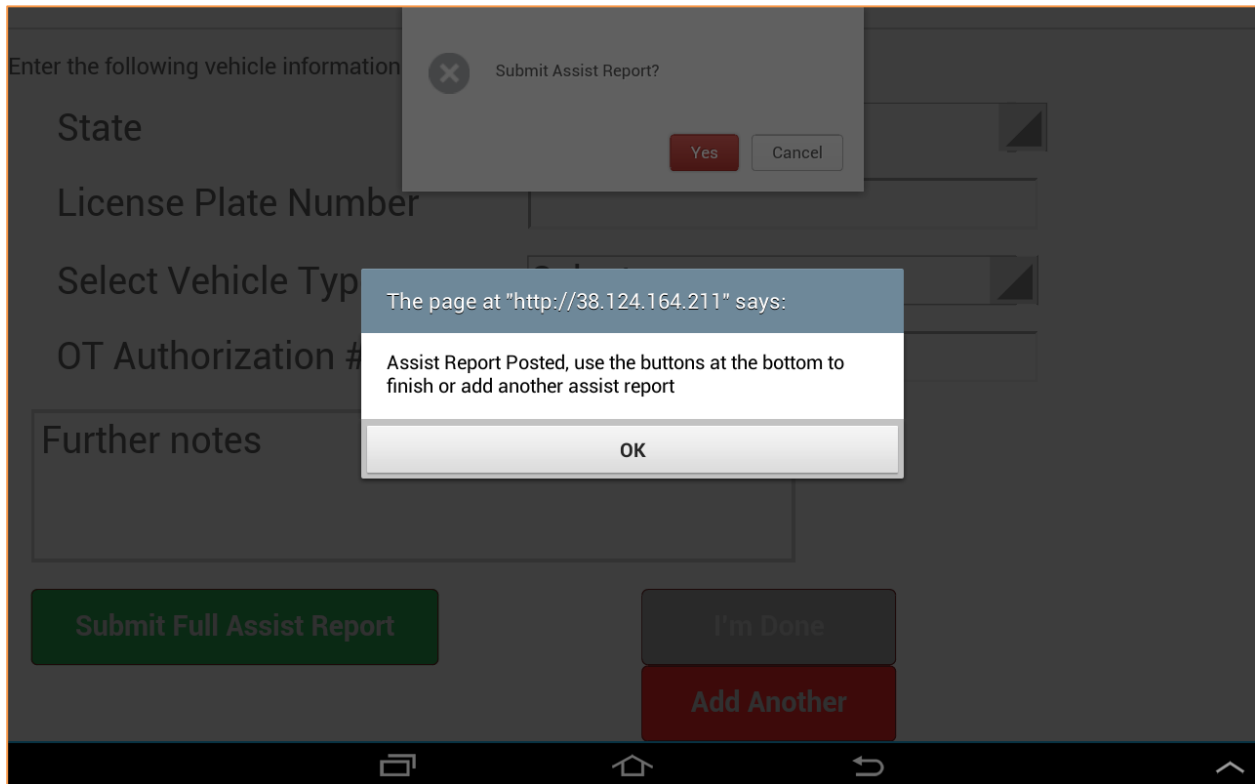 Enter the following vehicle information
Submit Assist Report?
Yes
Cancel
State
License Plate Number
Select Vehicle Typ
The page at "http://38.124.164.211" says:
OT Authorization #
Assist Report Posted, use the buttons at the bottom to
finish or add another assist report
OK
Further notes
Submit Full Assist Report
I'm Done
Add Another